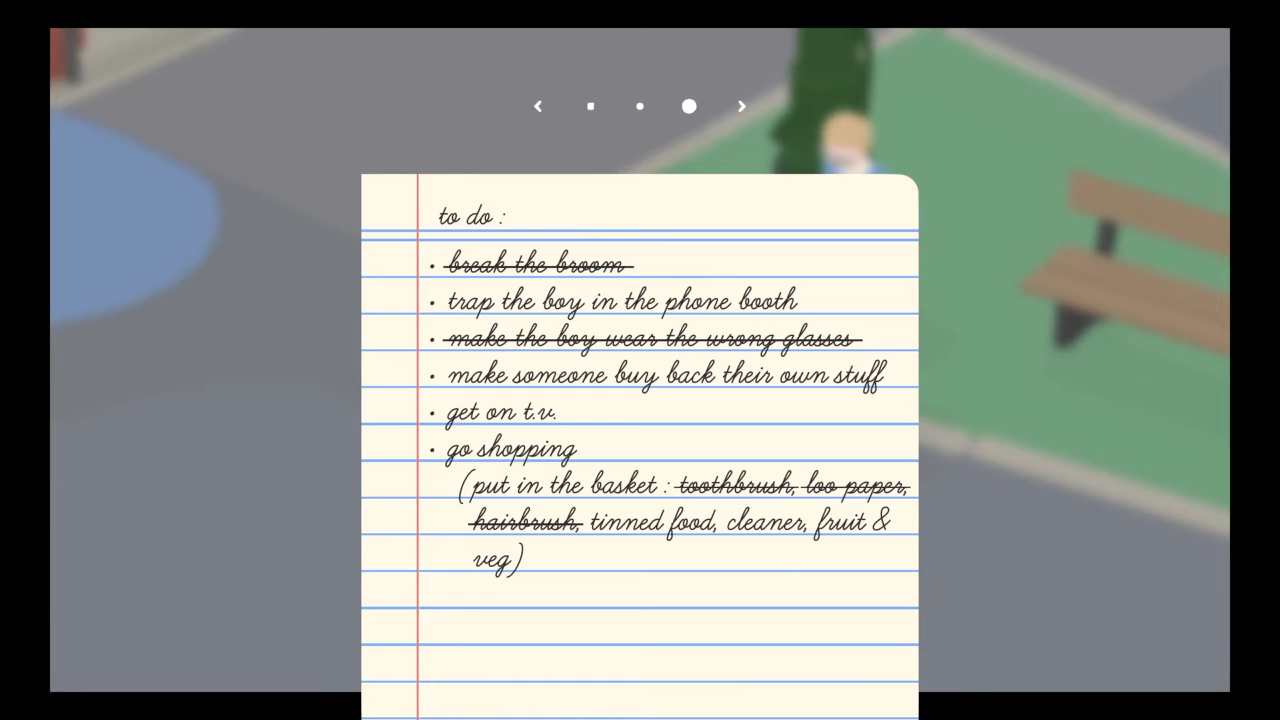 to do :
• break the broom
• trap the boy in the phone booth
• make the boy wear the wrong glasses
• make someone buy back their own stuff
• get on t.v.
• go shopping
(put in the basket : toothbrush, loo paper,
hairbrush, tinned food, cleaner, fruit &
veg)